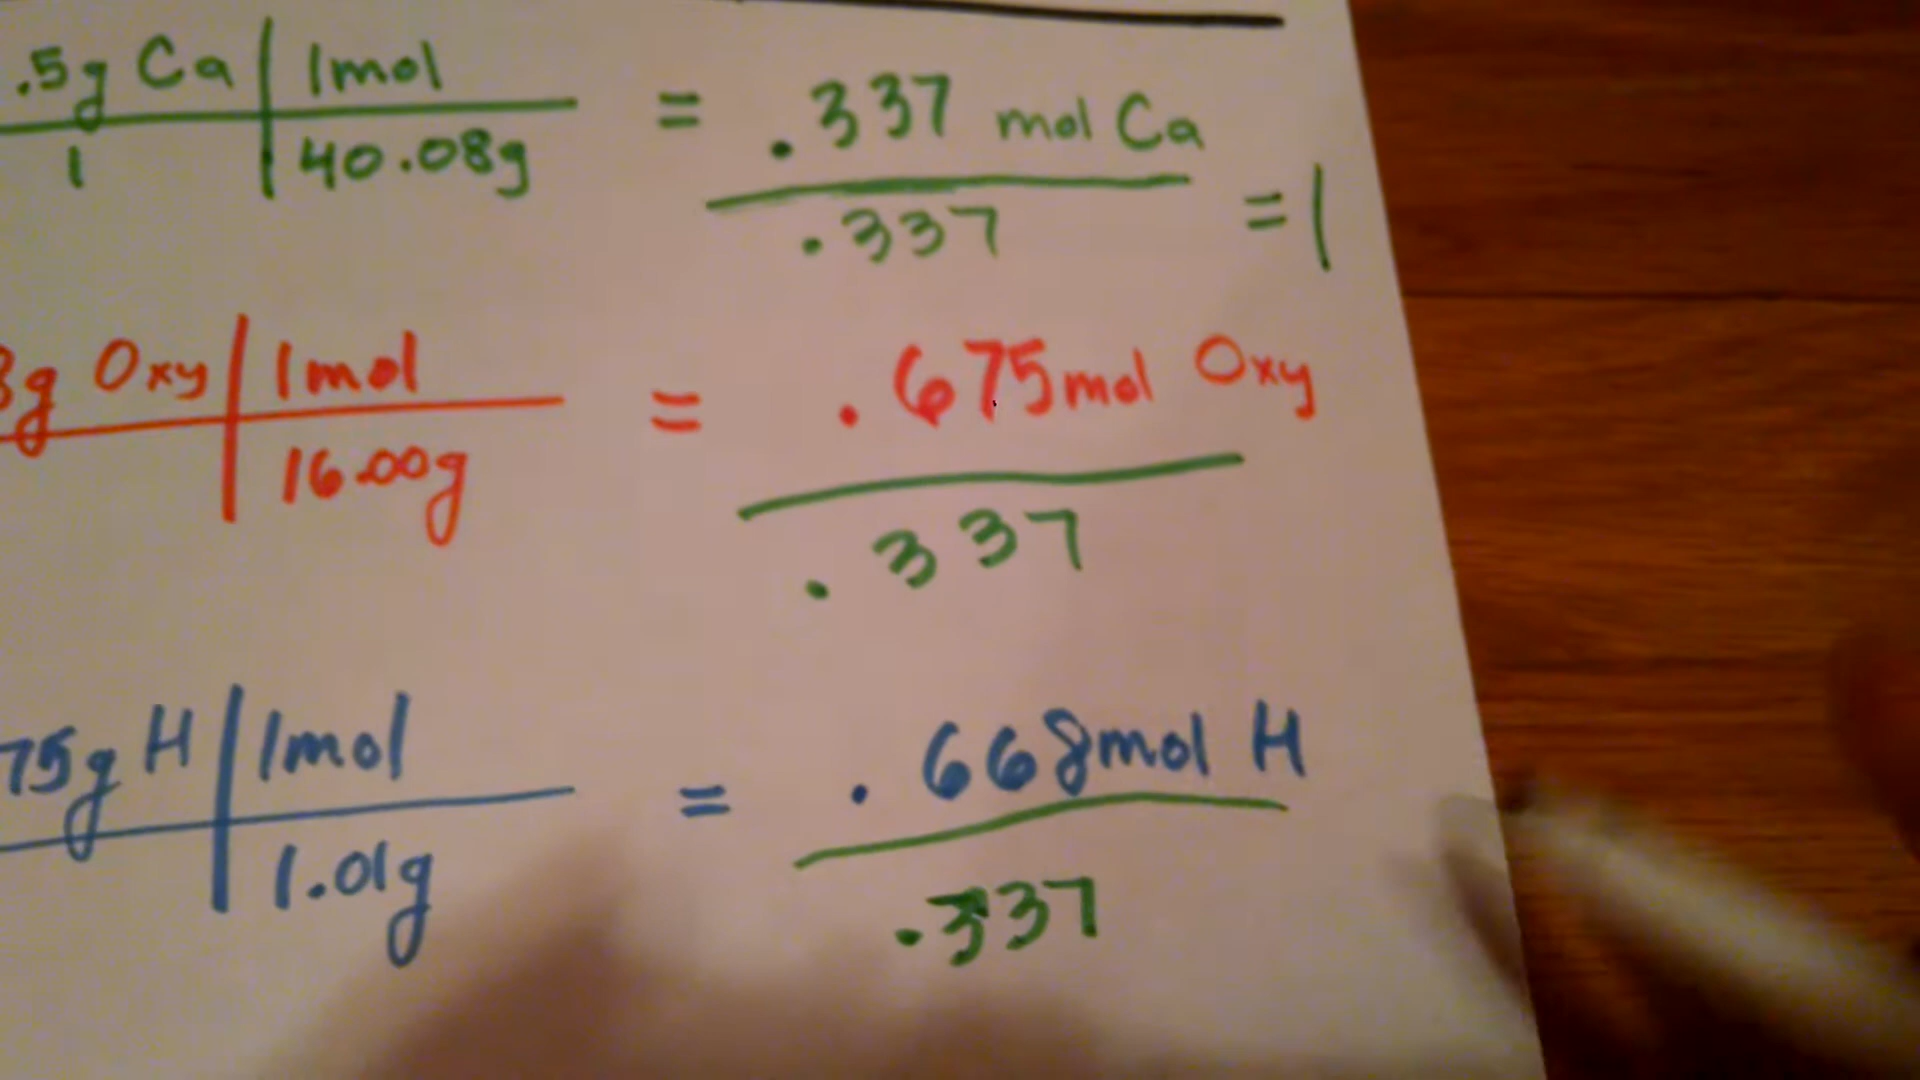 .5g Ca 1mol = .337 mol Ca
1 40.08g .337 = 1
8g Oxy 1mol = .675mol Oxy
16.00g .337
75g H 1mol = .668mol H
1.01g .337